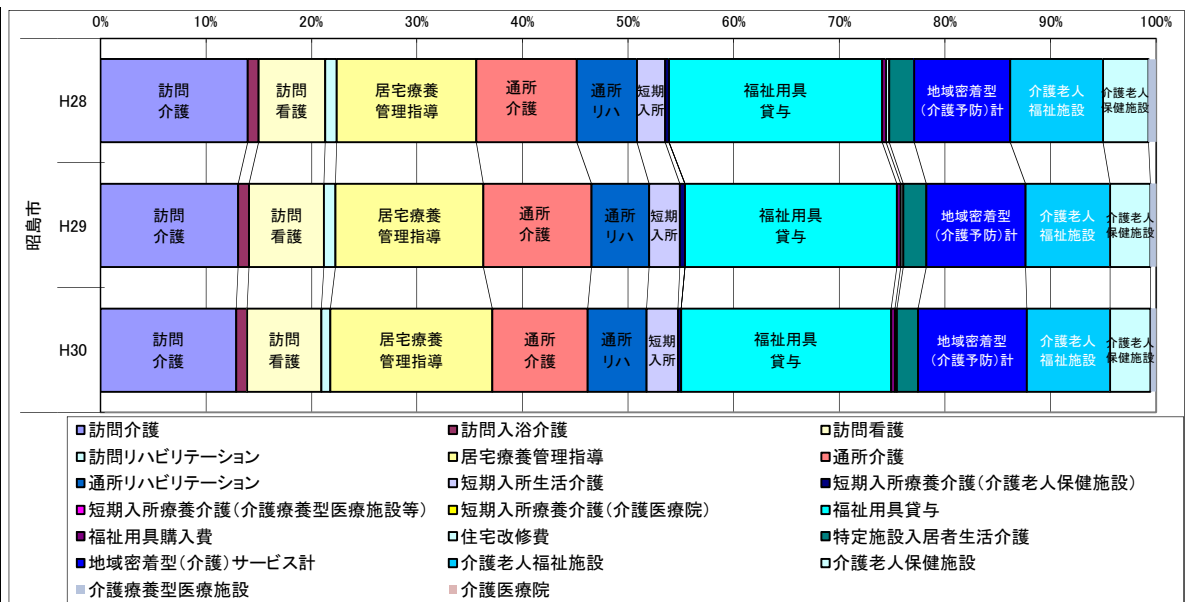 0% 10% 20% 30% 40% 50% 60% 70% 80% 90% 100%
昭島市
H28
訪問
介護
訪問
看護
居宅療養
管理指導
通所
介護
通所
リハ
短期
入所
福祉用具
貸与
地域密着型
(介護予防)計
介護老人
福祉施設
介護老人
保健施設
H29
訪問
介護
訪問
看護
居宅療養
管理指導
通所
介護
通所
リハ
短期
入所
福祉用具
貸与
地域密着型
(介護予防)計
介護老人
福祉施設
介護老人
保健施設
H30
訪問
介護
訪問
看護
居宅療養
管理指導
通所
介護
通所
リハ
短期
入所
福祉用具
貸与
地域密着型
(介護予防)計
介護老人
福祉施設
介護老人
保健施設
訪問介護 訪問入浴介護 訪問看護
訪問リハビリテーション 居宅療養管理指導 通所介護
通所リハビリテーション 短期入所生活介護 短期入所療養介護(介護老人保健施設)
短期入所療養介護(介護療養型医療施設等) 短期入所療養介護(介護医療院) 福祉用具貸与
福祉用具購入費 住宅改修費 特定施設入居者生活介護
地域密着型(介護)サービス計 介護老人福祉施設 介護老人保健施設
介護療養型医療施設 介護医療院